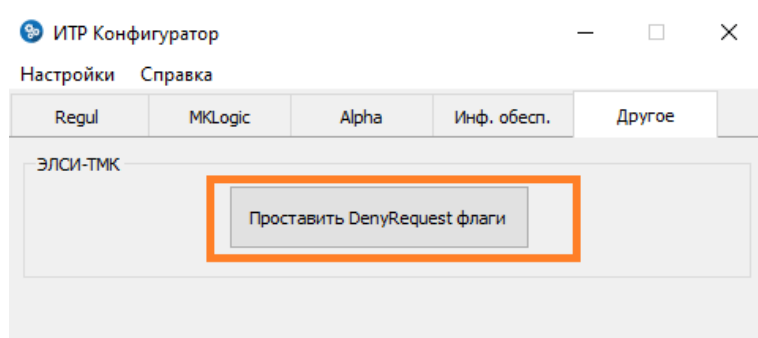 ИТР Конфигуратор
Настройки Справка
Regul MKLogic Alpha Инф. обесп. Другое
ЭЛСИ-ТМК
Проставить DenyRequest флаги